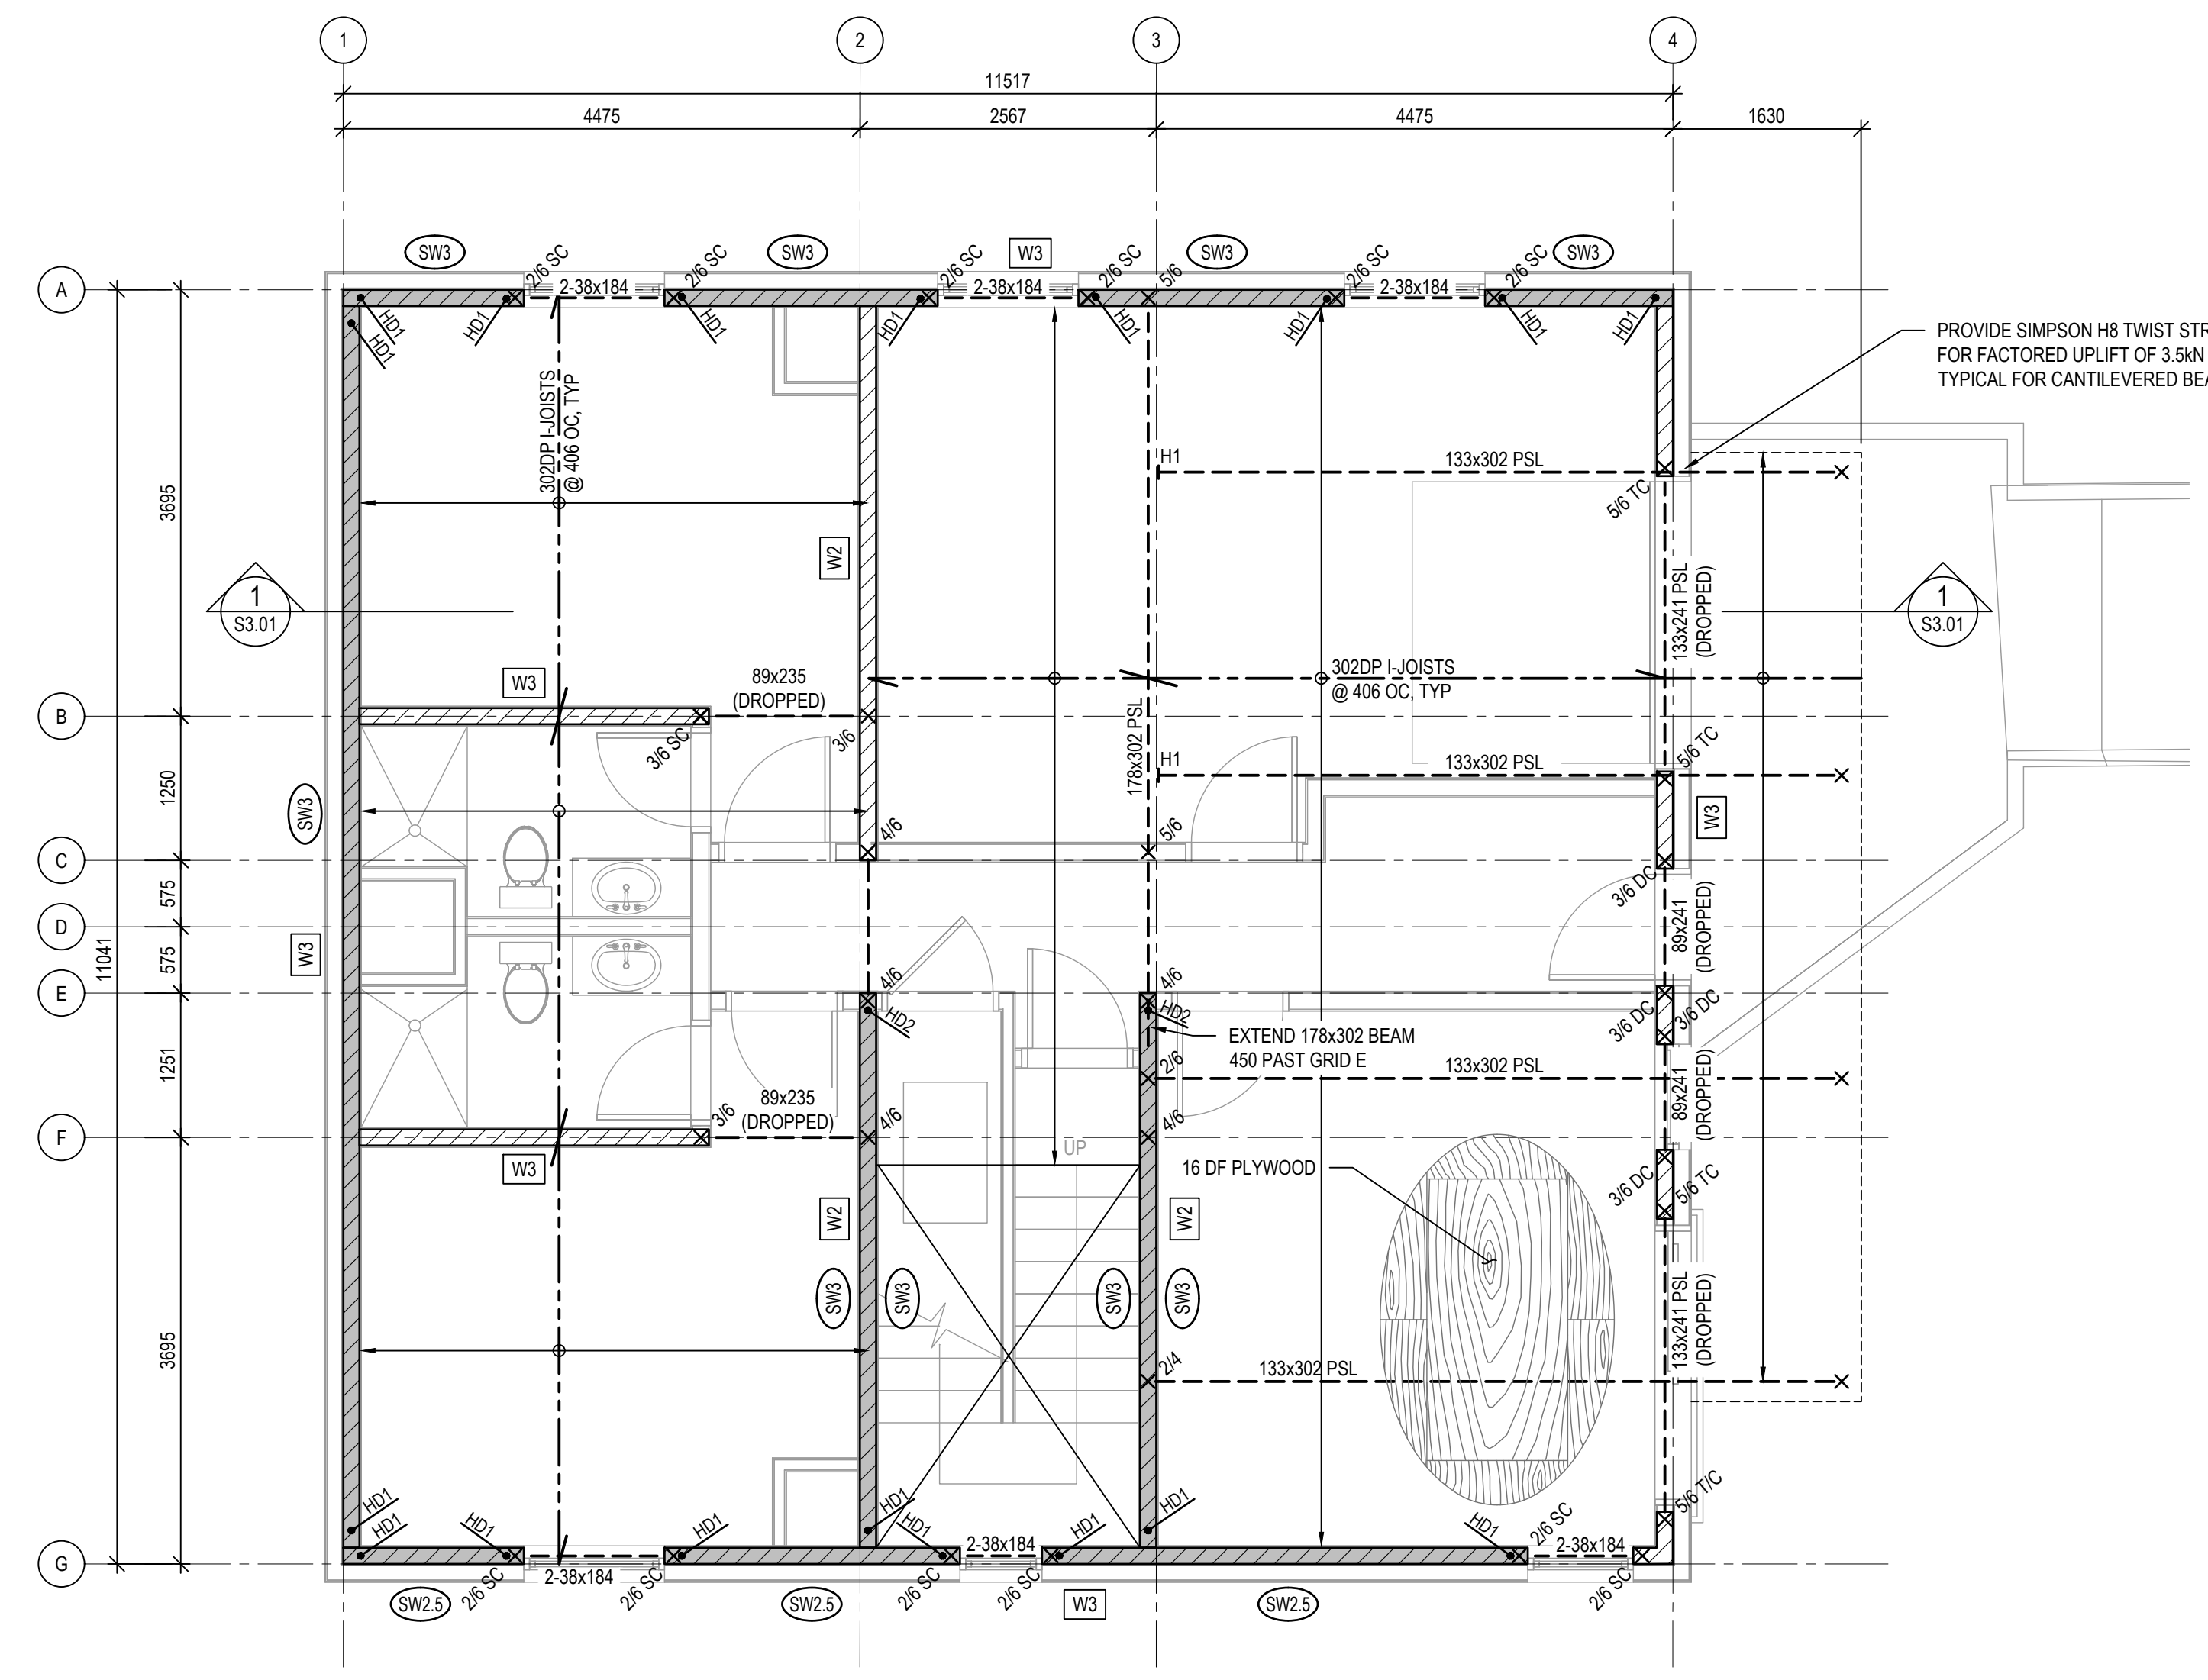 1
2
3
4
11517
4475
2567
4475
1630
SW3
SW3
W3
SW3
SW3
2/6 SC
2/6 SC
2/6 SC
2/6 SC
5/6
2/6 SC
2/6 SC
A
2-38x184
2-38x184
2-38x184
HD1
HD1
HD1
HD1
HD1
HD1
HD1
HD1
HD1
PROVIDE SIMPSON H8 TWIST STR
FOR FACTORED UPLIFT OF 3.5kN
TYPICAL FOR CANTILEVERED BEA
302DP I-JOISTS
@ 406 OC, TYP
H1
133x302 PSL
5/6 TC
3695
W2
1
S3.01
1
S3.01
133x241 PSL
(DROPPED)
W3
89x235
(DROPPED)
302DP I-JOISTS
@ 406 OC, TYP
B
178x302 PSL
3/6 SC
3/6
5/6 TC
H1
133x302 PSL
1250
SW3
W3
4/6
5/6
C
3/6 DC
575
89x241
(DROPPED)
D
W3
11041
575
E
4/6
4/6
HD2
HD2
3/6 DC
3/6 DC
EXTEND 178x302 BEAM
450 PAST GRID E
1251
2/6
133x302 PSL
89x241
(DROPPED)
89x235
(DROPPED)
3/6
4/6
4/6
F
UP
W3
16 DF PLYWOOD
3/6 DC
5/6 TC
W2
W2
SW3
SW3
SW3
SW3
133x241 PSL
(DROPPED)
3695
2/4
133x302 PSL
HD1
HD1
HD1
HD1
HD1
HD1
HD1
HD1
HD1
2/6 SC
5/6 T/C
2-38x184
2-38x184
G
2-38x184
2/6 SC
2/6 SC
2/6 SC
2/6 SC
2/6 SC
SW2.5
SW2.5
W3
SW2.5